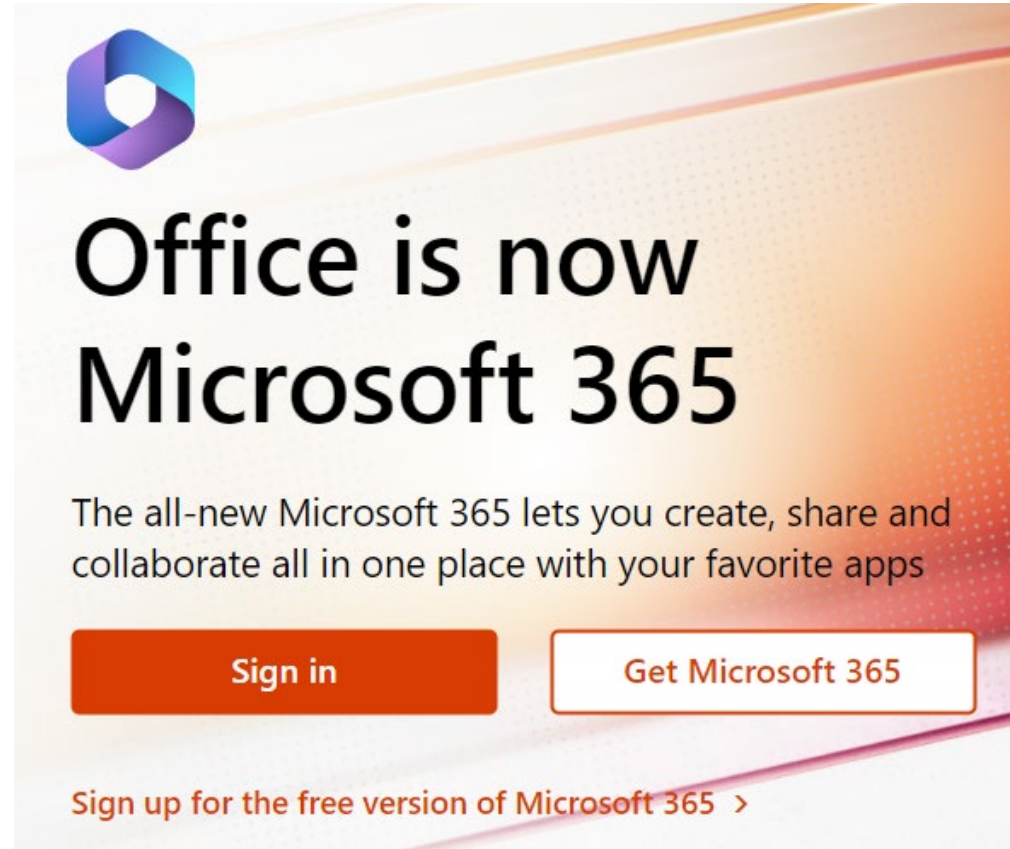 Office is now
Microsoft 365
The all-new Microsoft 365 lets you create, share and
collaborate all in one place with your favorite apps
Sign in
Get Microsoft 365
Sign up for the free version of Microsoft 365 >